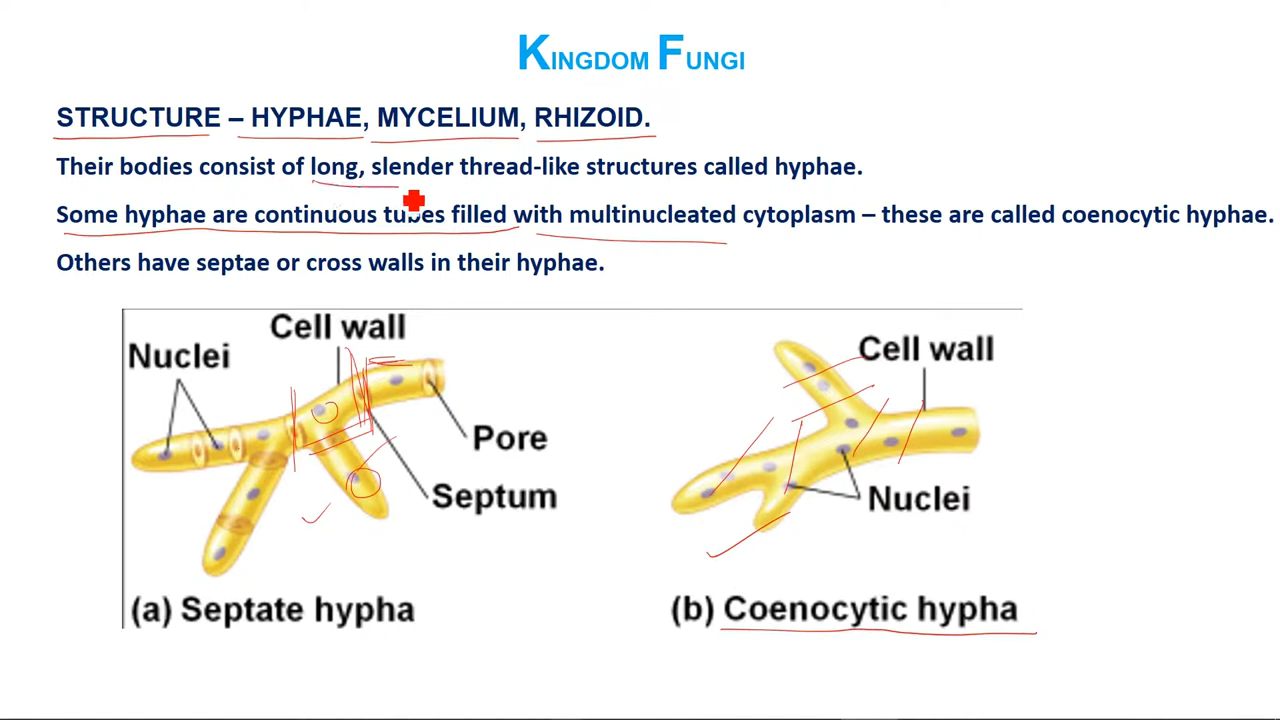 KINGDOM FUNGI
STRUCTURE – HYPHAE, MYCELIUM, RHIZOID.
Their bodies consist of long, slender thread-like structures called hyphae.
Some hyphae are continuous tubes filled with multinucleated cytoplasm – these are called coenocytic hyphae.
Others have septae or cross walls in their hyphae.
Cell wall
Nuclei
Pore
Septum
(a) Septate hypha
Cell wall
Nuclei
(b) Coenocytic hypha